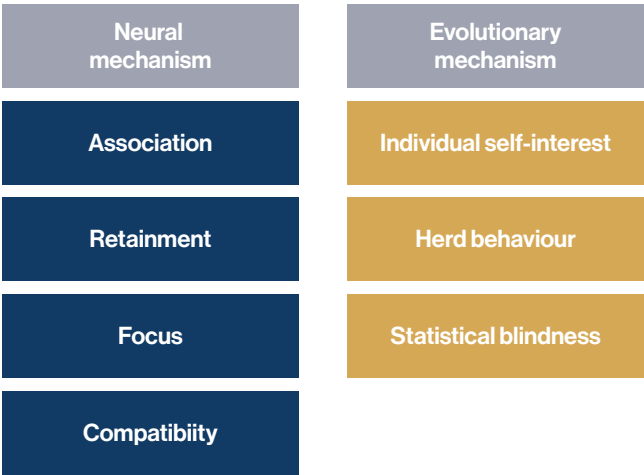 Neural
mechanism
Association
Retainment
Focus
Compatibiity
Evolutionary
mechanism
Individual self-interest
Herd behaviour
Statistical blindness